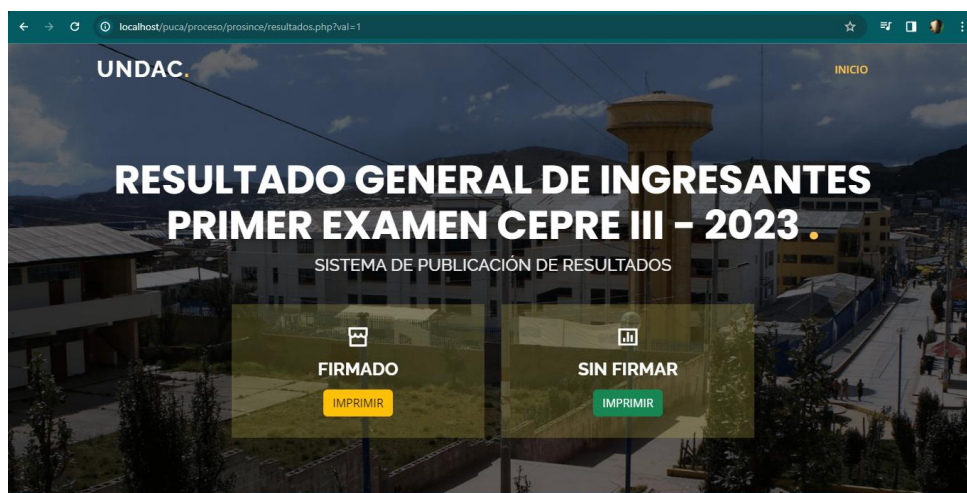 localhost/puca/proceso/prosince/resultados.php?val=1
UNDAC.
INICIO
RESULTADO GENERAL DE INGRESANTES
PRIMER EXAMEN CEPRE III - 2023 .
SISTEMA DE PUBLICACIÓN DE RESULTADOS
FIRMADO
IMPRIMIR
SIN FIRMAR
IMPRIMIR